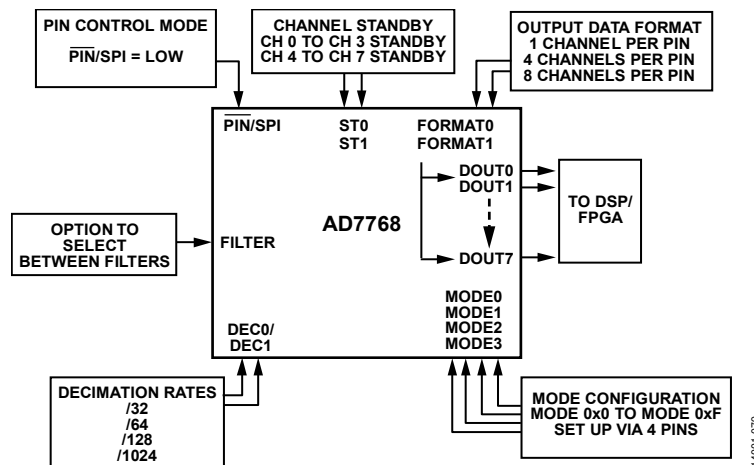 PIN CONTROL MODE
PIN/SPI = LOW
CHANNEL STANDBY
CH 0 TO CH 3 STANDBY
CH 4 TO CH 7 STANDBY
OUTPUT DATA FORMAT
1 CHANNEL PER PIN
4 CHANNELS PER PIN
8 CHANNELS PER PIN
PIN/SPI
ST0
ST1
FORMAT0
FORMAT1
DOUT0
DOUT1
DOUT7
TO DSP/
FPGA
AD7768
OPTION TO
SELECT
BETWEEN FILTERS
FILTER
DEC0/
DEC1
MODE0
MODE1
MODE2
MODE3
DECIMATION RATES
/32
/64
/128
/1024
MODE CONFIGURATION
MODE 0x0 TO MODE 0xF
SET UP VIA 4 PINS